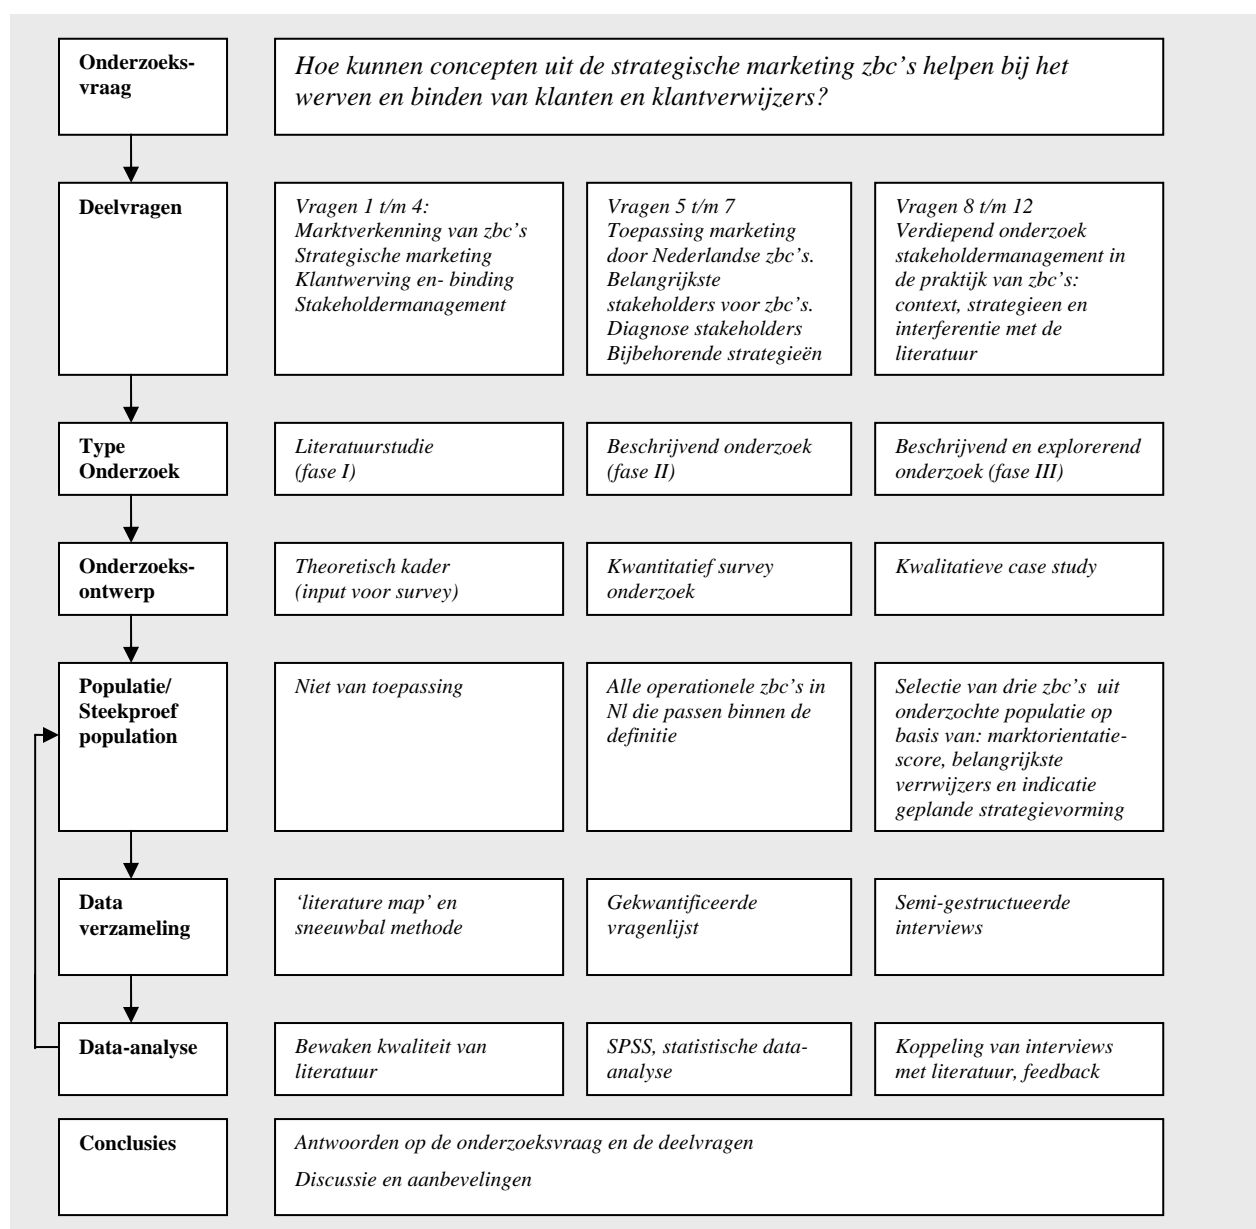 Onderzoeks-
vraag
Hoe kunnen concepten uit de strategische marketing zbc's helpen bij het
werven en binden van klanten en klantverwijzers?
Deelvragen
Vragen 1 t/m 4:
Marktverkenning van zbc's
Strategische marketing
Klantwerving en- binding
Stakeholdermanagement
Vragen 5 t/m 7
Toepassing marketing
door Nederlandse zbc's.
Belangrijkste
stakeholders voor zbc's.
Diagnose stakeholders
Bijbehorende strategieën
Vragen 8 t/m 12
Verdiepend onderzoek
stakeholdermanagement in
de praktijk van zbc's:
context, strategieen en
interferentie met de
literatuur
Type
Onderzoek
Literatuurstudie
(fase I)
Beschrijvend onderzoek
(fase II)
Beschrijvend en explorerend
onderzoek (fase III)
Onderzoeks-
ontwerp
Theoretisch kader
(input voor survey)
Kwantitatief survey
onderzoek
Kwalitatieve case study
Populatie/
Steekproef
population
Niet van toepassing
Alle operationele zbc's in
Nl die passen binnen de
definitie
Selectie van drie zbc's uit
onderzochte populatie op
basis van: marktorientatie-
score, belangrijkste
verrwijzers en indicatie
geplande strategievorming
Data
verzameling
‘literature map’ en
sneeuwbal methode
Gekwantificeerde
vragenlijst
Semi-gestructueerde
interviews
Data-analyse
Bewaken kwaliteit van
literatuur
SPSS, statistische data-
analyse
Koppeling van interviews
met literatuur, feedback
Conclusies
Antwoorden op de onderzoeksvraag en de deelvragen
Discussie en aanbevelingen